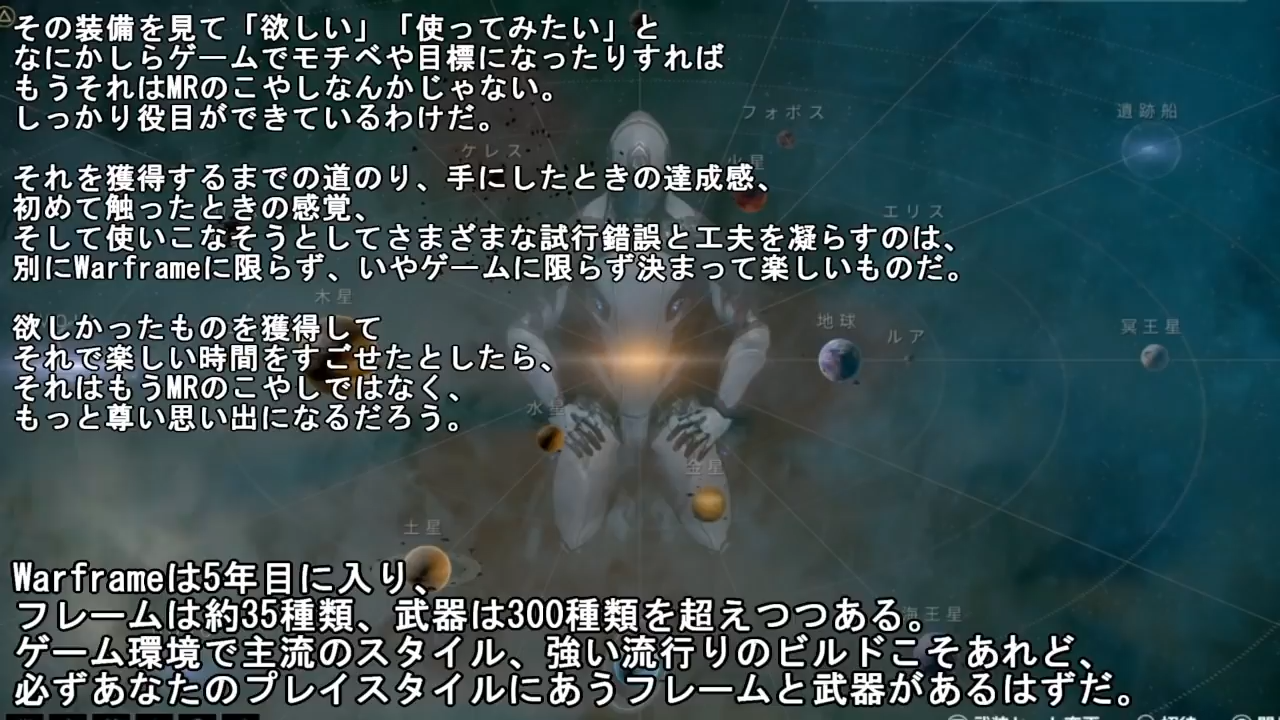 その装備を見て「欲しい」「使ってみたい」と
なにかしらゲームでモチベや目標になったりすれば
もうそれはMRのこやしなんかじゃない。
しっかり役目ができているわけだ。
フォボス
遺跡船
ケレス
火星
それを獲得するまでの道のり、手にしたときの達成感、
初めて触ったときの感覚、
エリス
そして使いこなそうとしてさまざまな試行錯誤と工夫を凝らすのは、
別にWarframeに限らず、いやゲームに限らず決まって楽しいものだ。
木星
欲しかったものを獲得して
地球
ルア
冥王星
それで楽しい時間をすごせたとしたら、
それはもうMRのこやしではなく、
もっと尊い思い出になるだろう。
水星
金星
土星
Warframeは5年目に入り、
フレームは約35種類、武器は300種類を超えつつある。
海王星
ゲーム環境で主流のスタイル、強い流行りのビルドこそあれど、
必ずあなたのプレイスタイルにあうフレームと武器があるはずだ。